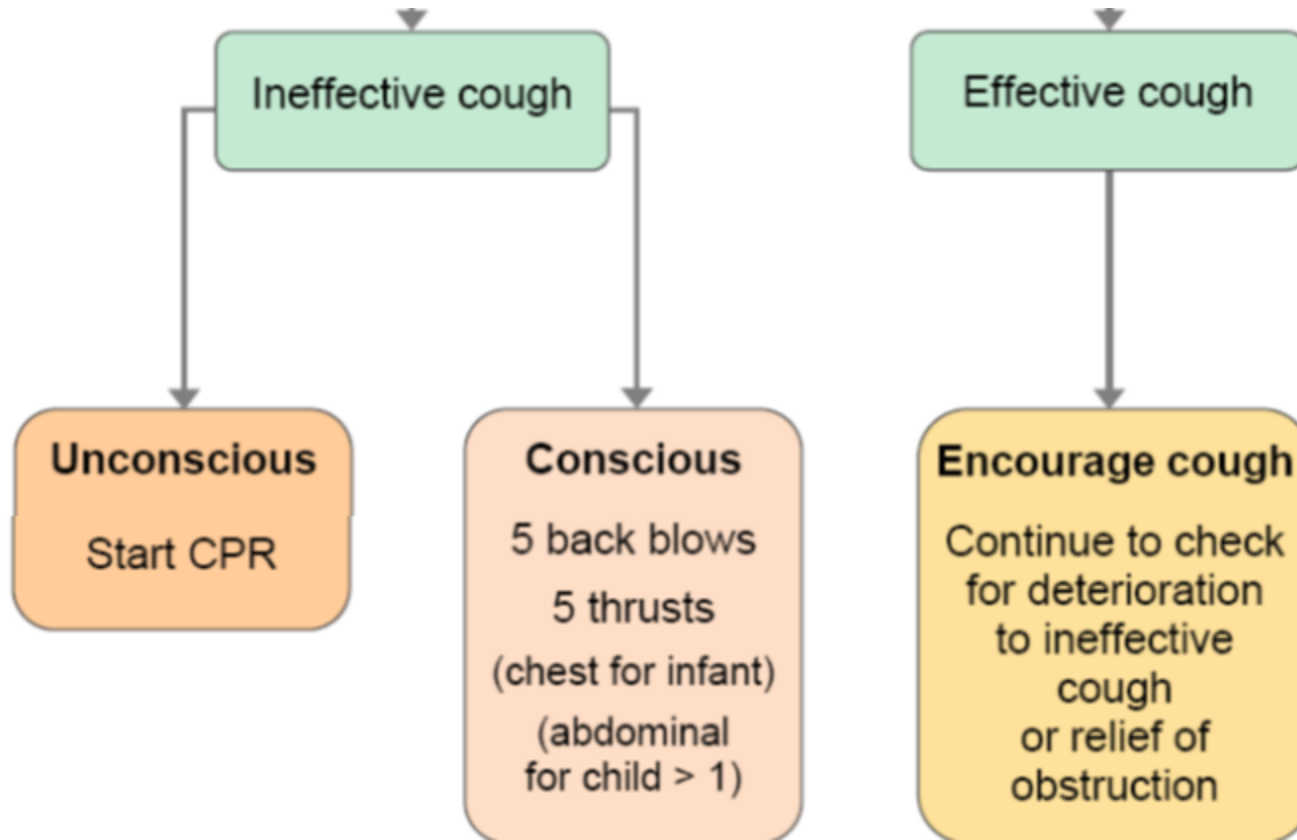 Ineffective cough
Effective cough
Unconscious
Start CPR
Conscious
5 back blows
5 thrusts
(chest for infant)
(abdominal
for child > 1)
Encourage cough
Continue to check
for deterioration
to ineffective
cough
or relief of
obstruction